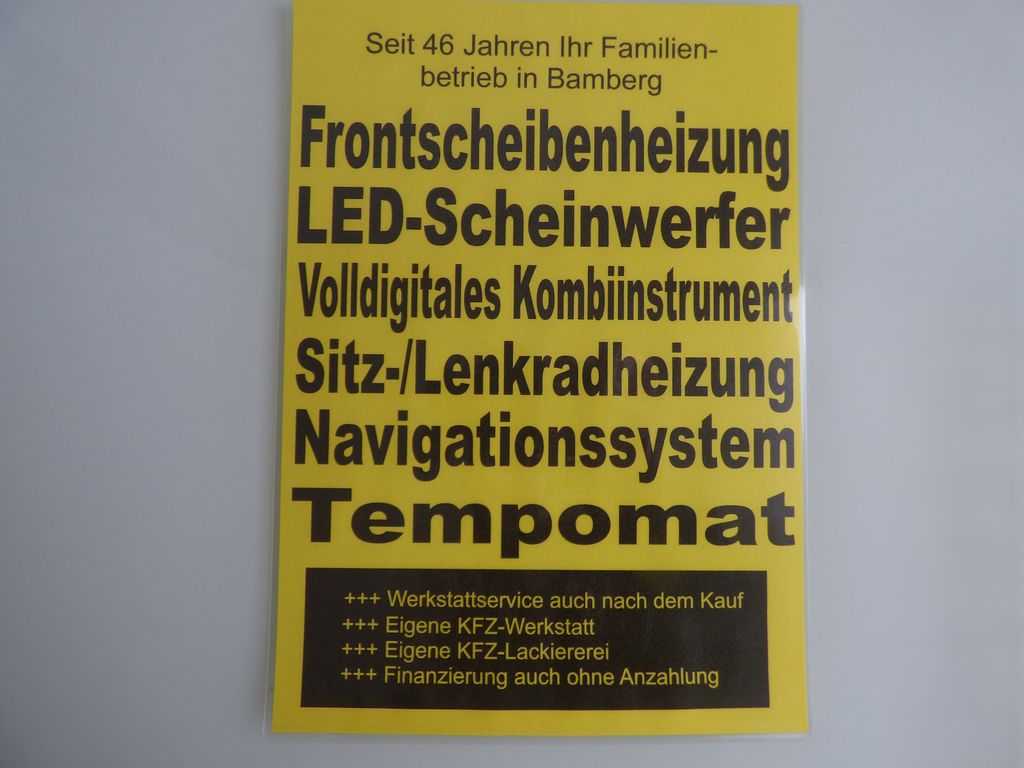 Seit 46 Jahren Ihr Familien-
betrieb in Bamberg
Frontscheibenheizung
LED-Scheinwerfer
Volldigitales Kombiinstrument
Sitz-/Lenkradheizung
Navigationssystem
Tempomat
+++ Werkstattservice auch nach dem Kauf
+++ Eigene KFZ-Werkstatt
+++ Eigene KFZ-Lackiererei
+++ Finanzierung auch ohne Anzahlung